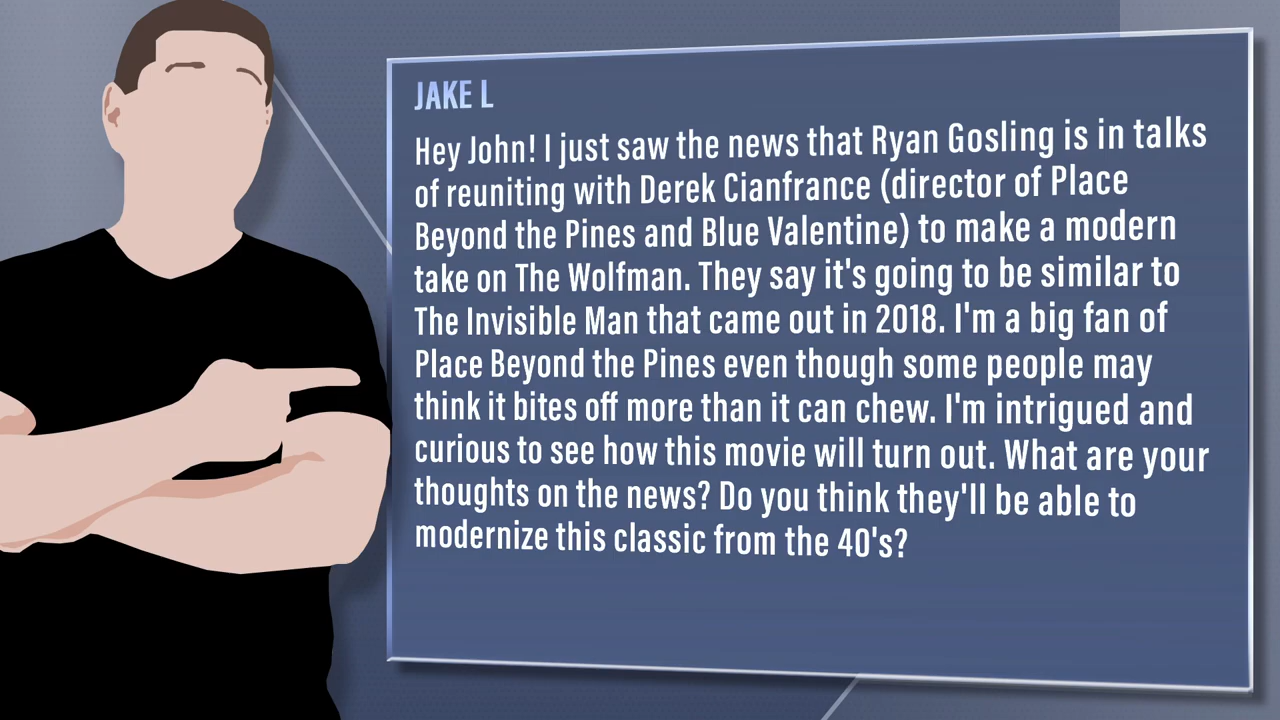 JAKE L
Hey John! I just saw the news that Ryan Gosling is in talks
of reuniting with Derek Cianfrance (director of Place
Beyond the Pines and Blue Valentine) to make a modern
take on The Wolfman. They say it's going to be similar to
The Invisible Man that came out in 2018. I'm a big fan of
Place Beyond the Pines even though some people may
think it bites off more than it can chew. I'm intrigued and
curious to see how this movie will turn out. What are your
thoughts on the news? Do you think they'll be able to
modernize this classic from the 40's?